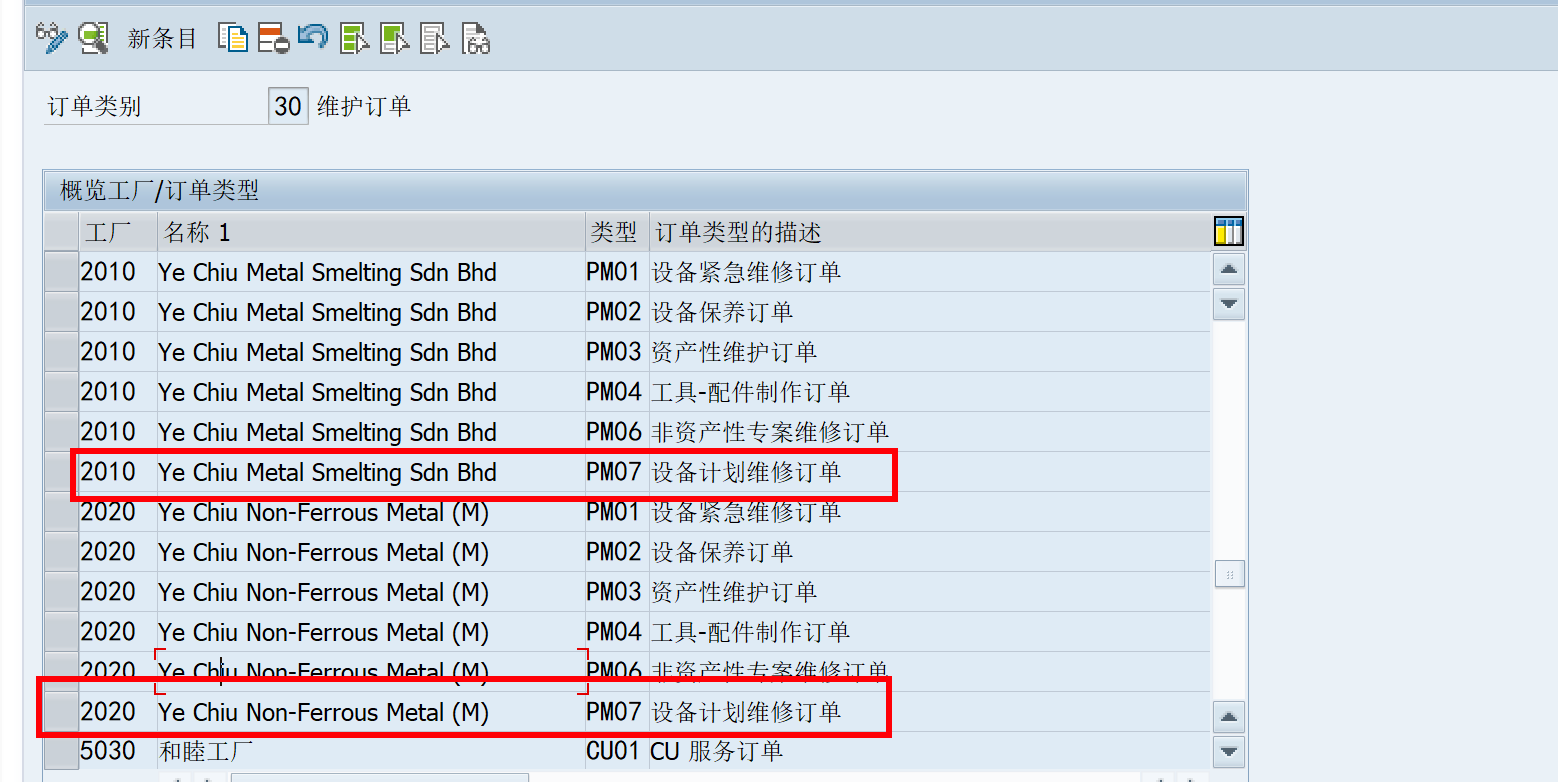 新条目
订单类别 30 维护订单
概览工厂/订单类型
工厂 名称 1 类型 订单类型的描述
2010 Ye Chiu Metal Smelting Sdn Bhd PM01 设备紧急维修订单
2010 Ye Chiu Metal Smelting Sdn Bhd PM02 设备保养订单
2010 Ye Chiu Metal Smelting Sdn Bhd PM03 资产性维护订单
2010 Ye Chiu Metal Smelting Sdn Bhd PM04 工具-配件制作订单
2010 Ye Chiu Metal Smelting Sdn Bhd PM06 非资产性专案维修订单
2010 Ye Chiu Metal Smelting Sdn Bhd PM07 设备计划维修订单
2020 Ye Chiu Non-Ferrous Metal (M) PM01 设备紧急维修订单
2020 Ye Chiu Non-Ferrous Metal (M) PM02 设备保养订单
2020 Ye Chiu Non-Ferrous Metal (M) PM03 资产性维护订单
2020 Ye Chiu Non-Ferrous Metal (M) PM04 工具-配件制作订单
2020 Ye Chiu Non-Ferrous Metal (M) PM06 非资产性专案维修订单
2020 Ye Chiu Non-Ferrous Metal (M) PM07 设备计划维修订单
5030 和睦工厂 CU01 CU 服务订单